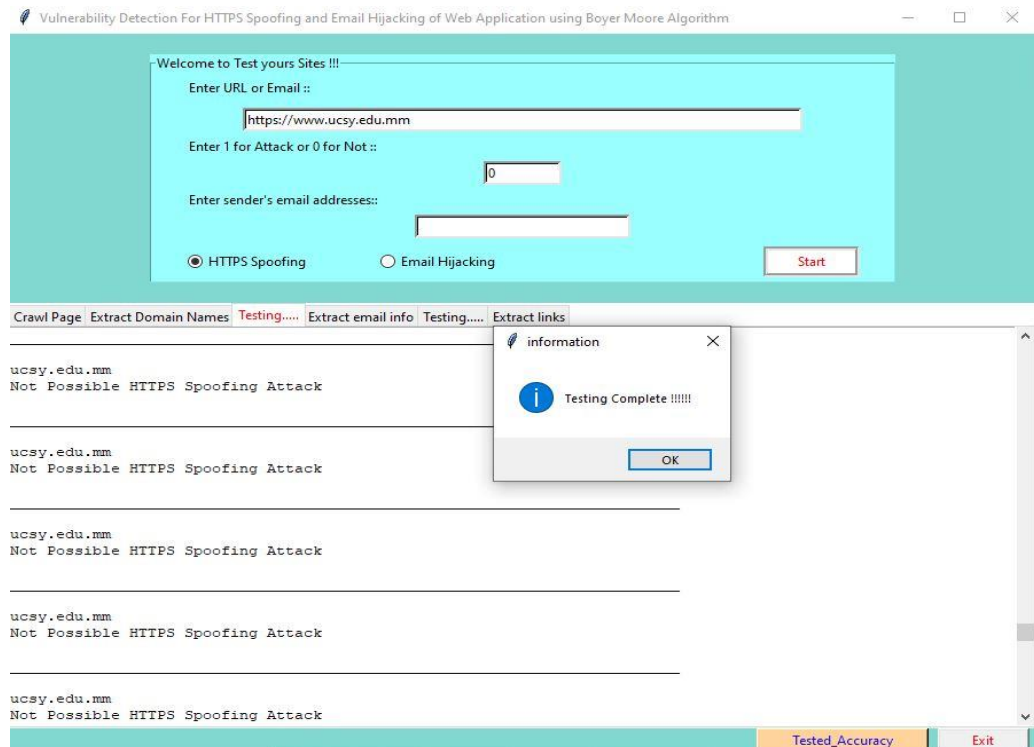 Vulnerability Detection For HTTPS Spoofing and Email Hijacking of Web Application using Boyer Moore Algorithm
Welcome to Test yours Sites !!!
Enter URL or Email ::
https://www.ucsy.edu.mm
Enter 1 for Attack or 0 for Not ::
0
Enter sender's email addresses::
HTTPS Spoofing
Email Hijacking
Start
Crawl Page
Extract Domain Names
Testing.....
Extract email info
Testing.....
Extract links
information
Testing Complete !!!!!!
OK
ucsy.edu.mm
Not Possible HTTPS Spoofing Attack
ucsy.edu.mm
Not Possible HTTPS Spoofing Attack
ucsy.edu.mm
Not Possible HTTPS Spoofing Attack
ucsy.edu.mm
Not Possible HTTPS Spoofing Attack
ucsy.edu.mm
Not Possible HTTPS Spoofing Attack
Tested_Accuracy
Exit